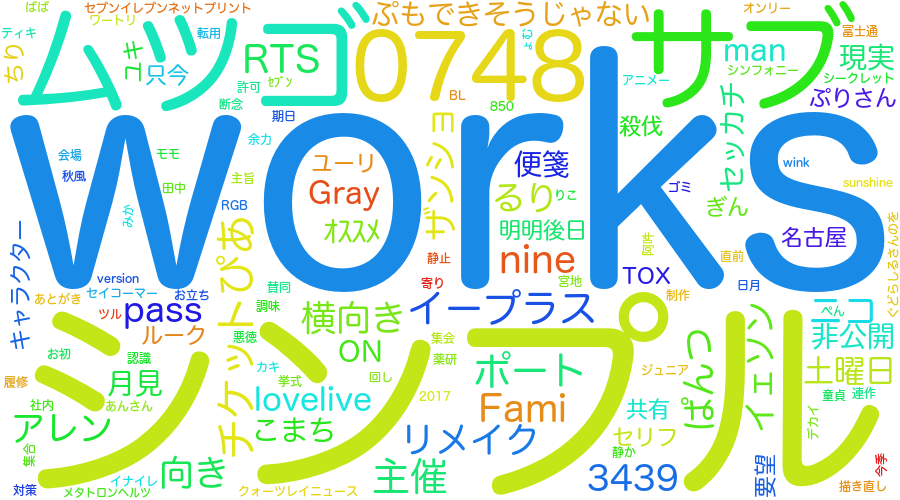 ばば
セブンイレブンネットプリント
ぷもできそうじゃない
オンリー
ティキ
ワートリ
転用
ムツゴ
0748
サブ
富士通
ちり
ユキ
只今
RTS
ょむ
man
現実
シンフォニー
シークレット
アニメー
許可
ｾﾌﾞﾝ
BL
850
断念
ぷりさん
期日
殺伐
セッカチ
works
余力
会場
モモ
秋風
ユーリ
便箋
wink
主旨
田中
Gray
るり
りこ
ゴミ
sunshine
RGB
みか
ザンショ
ぎん
ｵｽｽﾒ
明明後日
名古屋
キャラクター
チケットぴあ
静止
nine
阿吽
直前
ぐどらしるさんのを
version
寄り
宮地
TOX
日月
セイコーマー
お立ち
賛同
あとがき
制作
pass
調味
イープラス
ニコ
ぺん
ツル
ルーク
横向き
シンプル
悪徳
集会
非公開
お初
認識
ON
薬研
ポート
ぱんつ
イェソン
土曜日
履修
月見
カキ
挙式
回し
ジュニア
社内
あんさん
lovelive
2017
Fami
共有
童貞
連作
アレン
こまち
リメイク
セリフ
デカイ
集合
静か
向き
主催
3439
要望
今季
対策
イナイレ
メタトロンヘルツ
クォーツレイニュース
描き直し